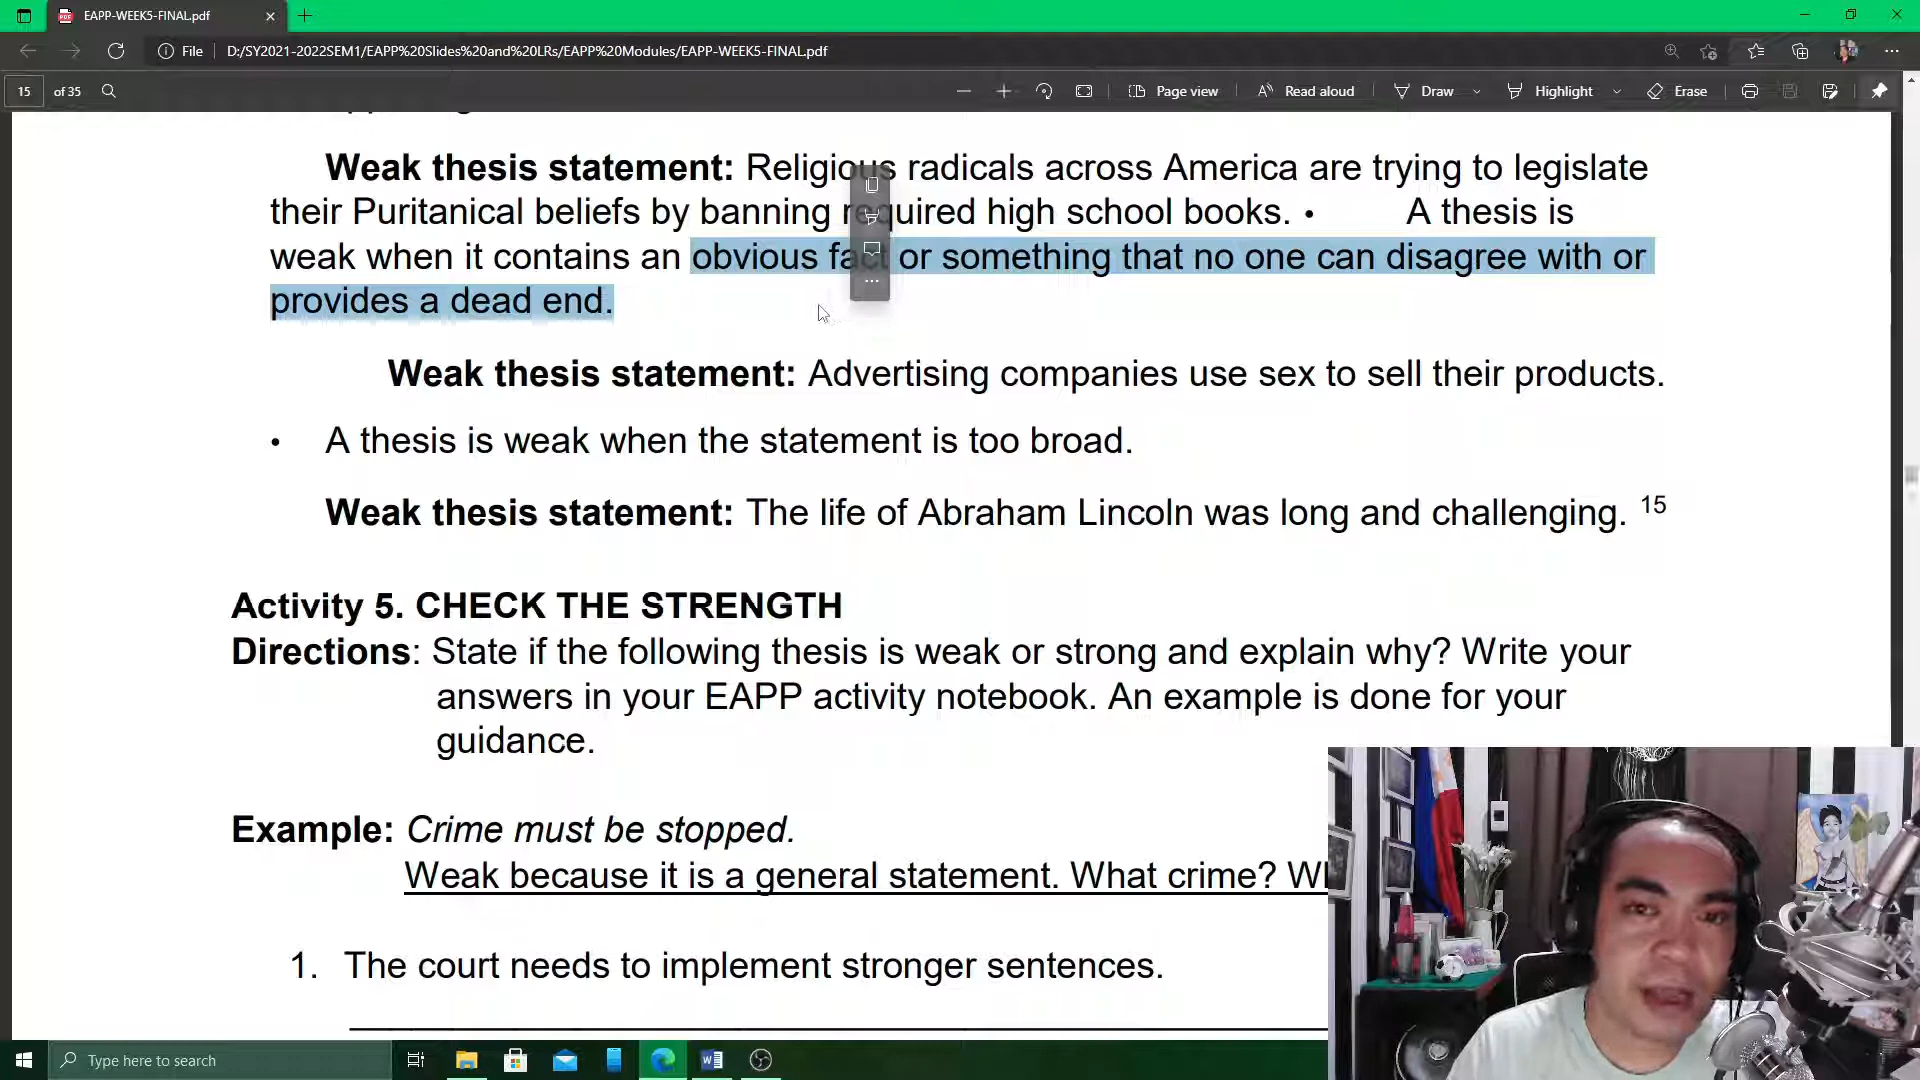 EAPP-WEEK5-FINAL.pdf
File D:/SY2021-2022SEM1/EAPP%20Slides%20and%20LRs/EAPP%20Modules/EAPP-WEEK5-FINAL.pdf
15 of 35 Page view Read aloud Draw Highlight Erase
Weak thesis statement: Religious radicals across America are trying to legislate
their Puritanical beliefs by banning required high school books. • A thesis is
weak when it contains an obvious fact or something that no one can disagree with or
provides a dead end.
Weak thesis statement: Advertising companies use sex to sell their products.
• A thesis is weak when the statement is too broad.
Weak thesis statement: The life of Abraham Lincoln was long and challenging. 15
Activity 5. CHECK THE STRENGTH
Directions: State if the following thesis is weak or strong and explain why? Write your
answers in your EAPP activity notebook. An example is done for your
guidance.
Example: Crime must be stopped.
Weak because it is a general statement. What crime?
1. The court needs to implement stronger sentences.
Type here to search